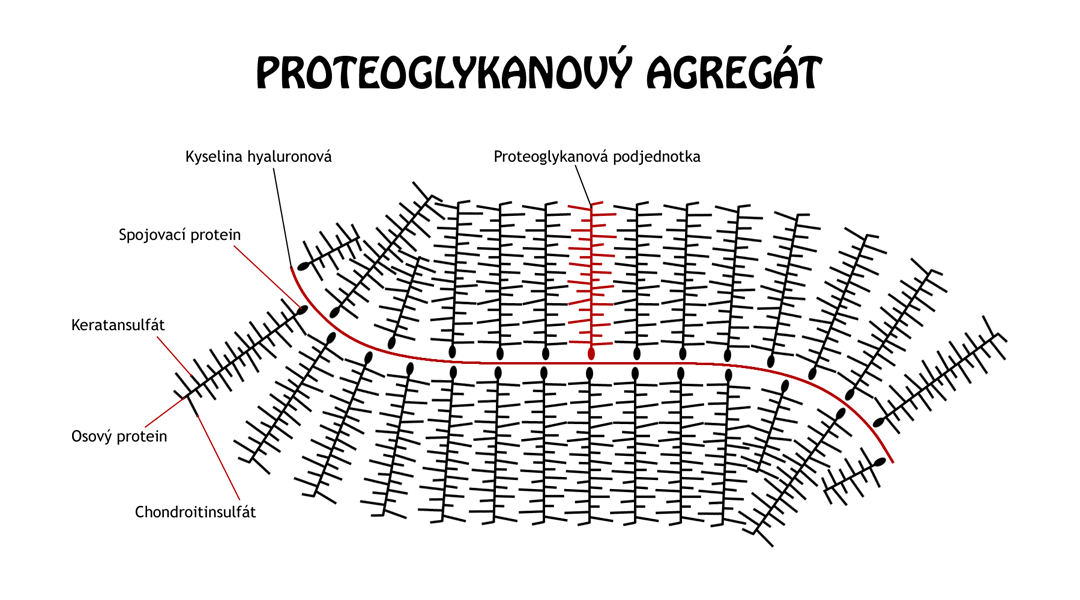 PROTEOGLYKANOVÝ AGREGÁT
Kyselina hyaluronová
Proteoglykanová podjednotka
Spojovací protein
Keratansulfát
Osový protein
Chondroitinsulfát